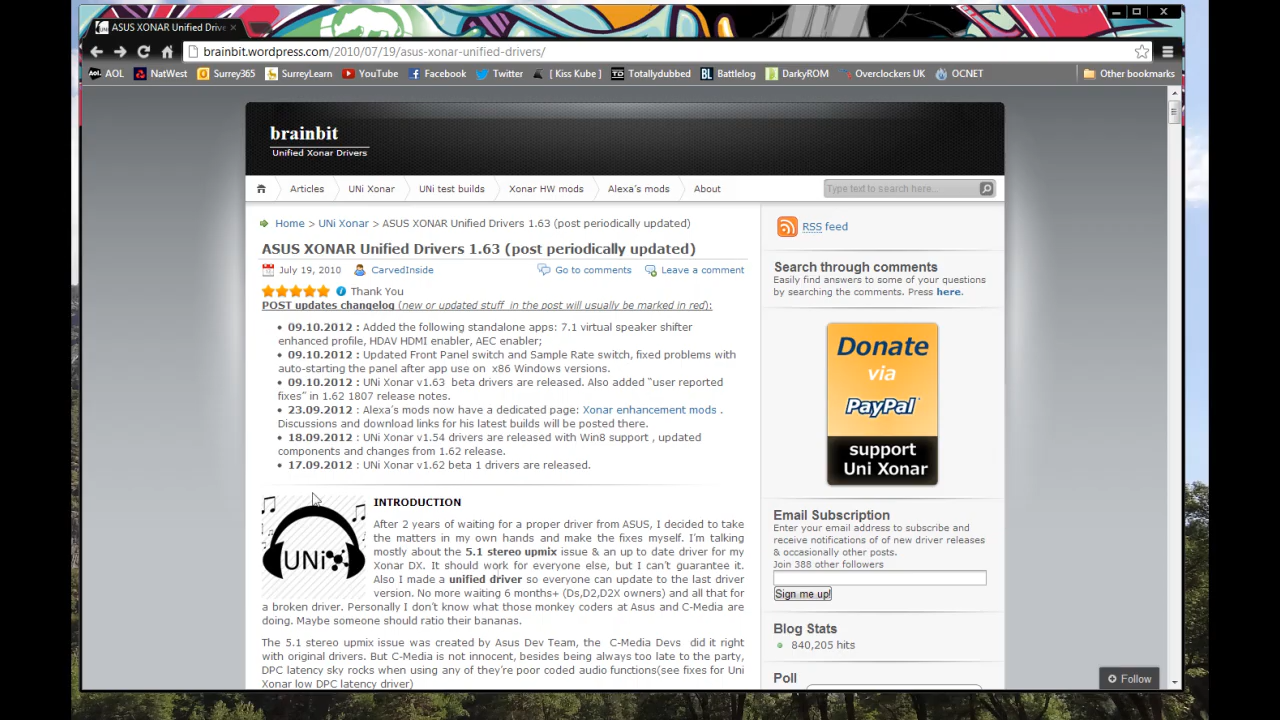 ASUS XONAR Unified Drive
brainbit.wordpress.com/2010/07/19/asus-xonar-unified-drivers/
AOL NatWest Surrey365 SurreyLearn YouTube Facebook Twitter [ Kiss Kube ] Totallydubbed Battlelog DarkyROM Overclockers UK OCNET Other bookmarks
brainbit
Unified Xonar Drivers
Articles UNi Xonar UNi test builds Xonar HW mods Alexa's mods About
Type text to search here...
Home > UNi Xonar > ASUS XONAR Unified Drivers 1.63 (post periodically updated)
ASUS XONAR Unified Drivers 1.63 (post periodically updated)
July 19, 2010 CarvedInside Go to comments Leave a comment
Thank You
POST updates changelog (new or updated stuff in the post will usually be marked in red):
• 09.10.2012 : Added the following standalone apps: 7.1 virtual speaker shifter
enhanced profile, HDAV HDMI enabler, AEC enabler;
• 09.10.2012 : Updated Front Panel switch and Sample Rate switch, fixed problems with
auto-starting the panel after app use on x86 Windows versions.
• 09.10.2012 : UNi Xonar v1.63 beta drivers are released. Also added "user reported
fixes" in 1.62 1807 release notes.
• 23.09.2012 : Alexa's mods now have a dedicated page: Xonar enhancement mods .
Discussions and download links for his latest builds will be posted there.
• 18.09.2012 : UNi Xonar v1.54 drivers are released with Win8 support , updated
components and changes from 1.62 release.
• 17.09.2012 : UNi Xonar v1.62 beta 1 drivers are released.
UNi
INTRODUCTION
After 2 years of waiting for a proper driver from ASUS, I decided to take
the matters in my own hands and make the fixes myself. I'm talking
mostly about the 5.1 stereo upmix issue & an up to date driver for my
Xonar DX. It should work for everyone else, but I can't guarantee it.
Also I made a unified driver so everyone can update to the last driver
version. No more waiting 6 months+ (Ds,D2,D2X owners) and all that for
a broken driver. Personally I don't know what those monkey coders at Asus and C-Media are
doing. Maybe someone should ratio their bananas.
The 5.1 stereo upmix issue was created by Asus Dev Team, the C-Media Devs did it right
with original drivers. But C-Media is not innocent, besides being always too late to the party,
DPC latency sky rocks when using any of they're poor coded audio functions(see fixes for Uni
Xonar low DPC latency driver)
RSS feed
Search through comments
Easily find answers to some of your questions
by searching the comments. Press here.
Donate
via
PayPal
support
Uni Xonar
Email Subscription
Enter your email address to subscribe and
receive notifications of of new driver releases
& occasionally other posts.
Join 388 other followers
Sign me up!
Blog Stats
840,205 hits
Poll
Follow